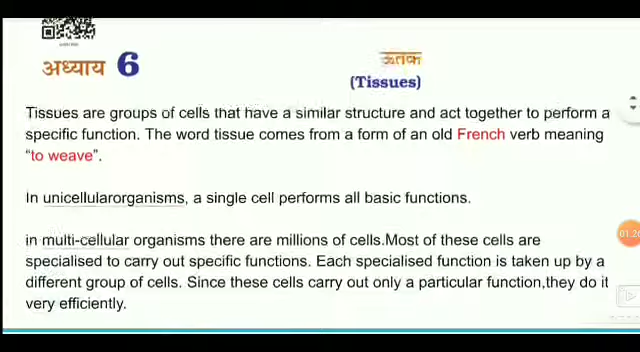 अध्याय 6
ऊतक
(Tissues)
Tissues are groups of cells that have a similar structure and act together to perform a
specific function. The word tissue comes from a form of an old French verb meaning
"to weave".
In unicellularorganisms, a single cell performs all basic functions.
in multi-cellular organisms there are millions of cells.Most of these cells are
specialised to carry out specific functions. Each specialised function is taken up by a
different group of cells. Since these cells carry out only a particular function,they do it
very efficiently.